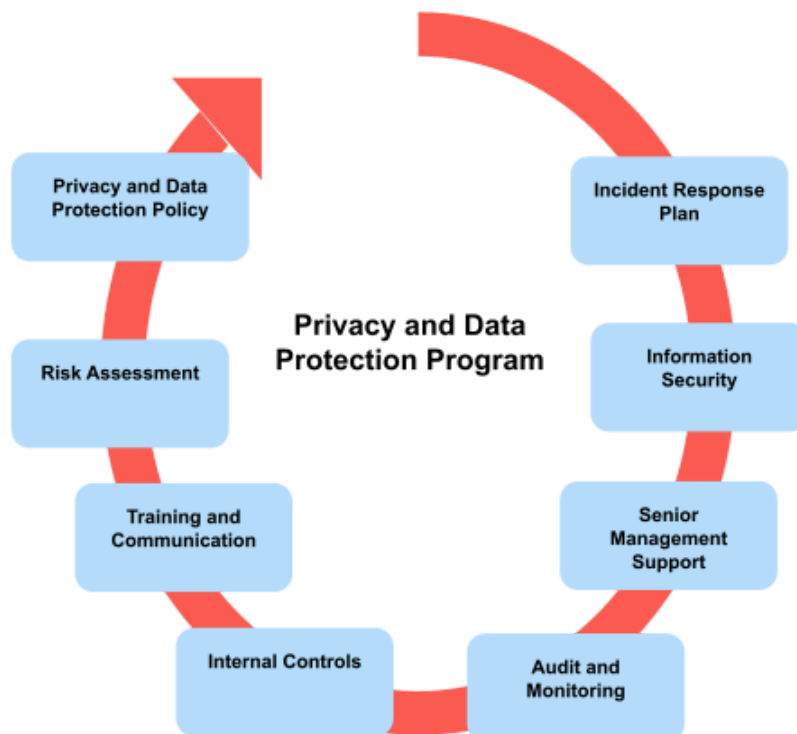 Privacy and Data
Protection Policy
Incident Response
Plan
Privacy and Data
Protection Program
Risk Assessment
Information
Security
Training and
Communication
Senior
Management
Support
Internal Controls
Audit and
Monitoring